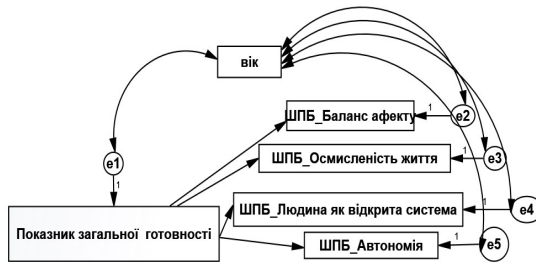 вік
ШПБ_Баланс афекту
1
e2
ШПБ_Осмисленість життя
1
e3
e1
1
ШПБ_Людина як відкрита система
1
e4
Показник загальної готовності
ШПБ_Автономія
1
e5